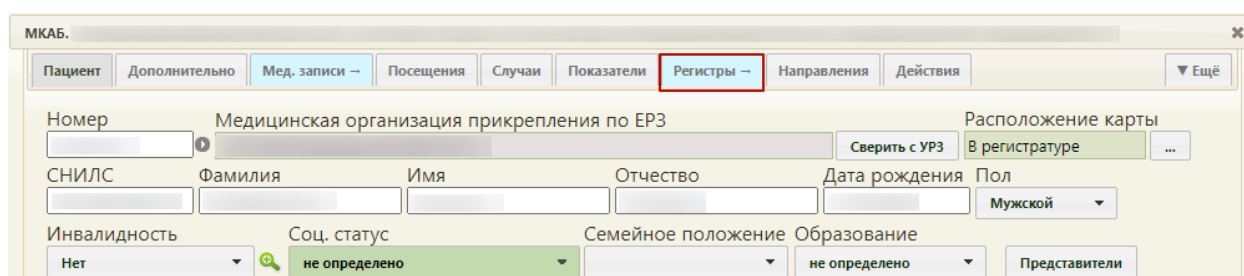 МКАБ.
Пациент Дополнительно Мед. записи → Посещения Случаи Показатели Регистры → Направления Действия ▼ Ещё
Номер Медицинская организация прикрепления по ЕРЗ Расположение карты
Сверить с УРЗ В регистратуре ...
СНИЛС Фамилия Имя Отчество Дата рождения Пол
Мужской
Инвалидность Соц. статус Семейное положение Образование
Нет не определено не определено Представители